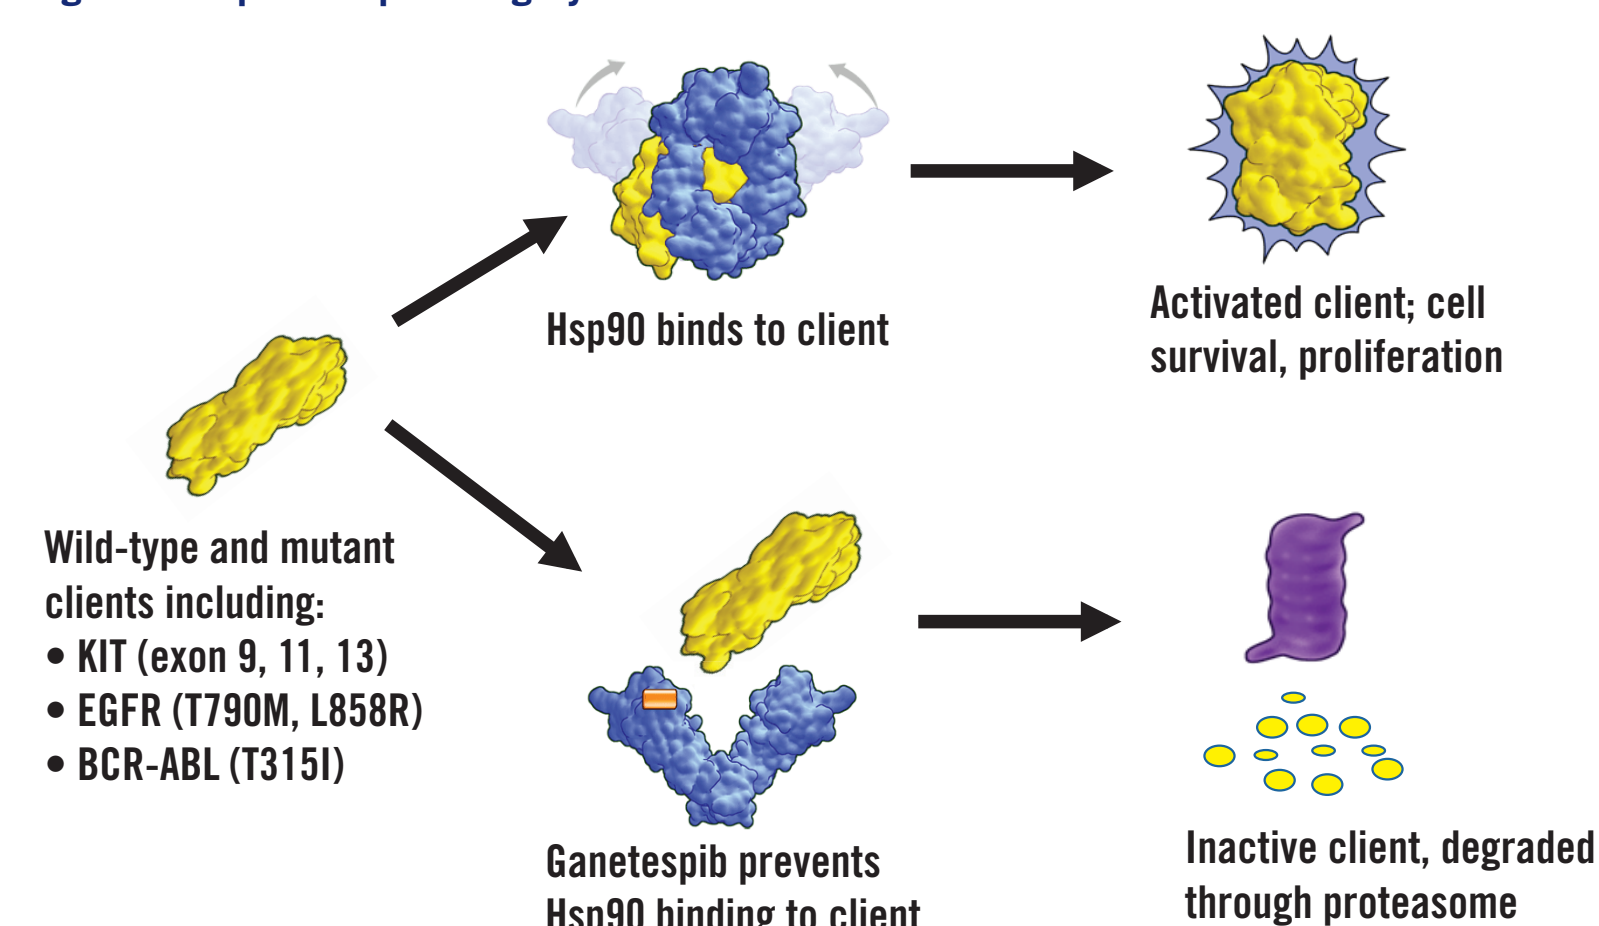 Hsp90 binds to client
Activated client; cell
survival, proliferation
Wild-type and mutant
clients including:
• KIT (exon 9, 11, 13)
• EGFR (T790M, L858R)
• BCR-ABL (T315I)
Ganetespib prevents
Hsp90 binding to client
Inactive client, degraded
through proteasome